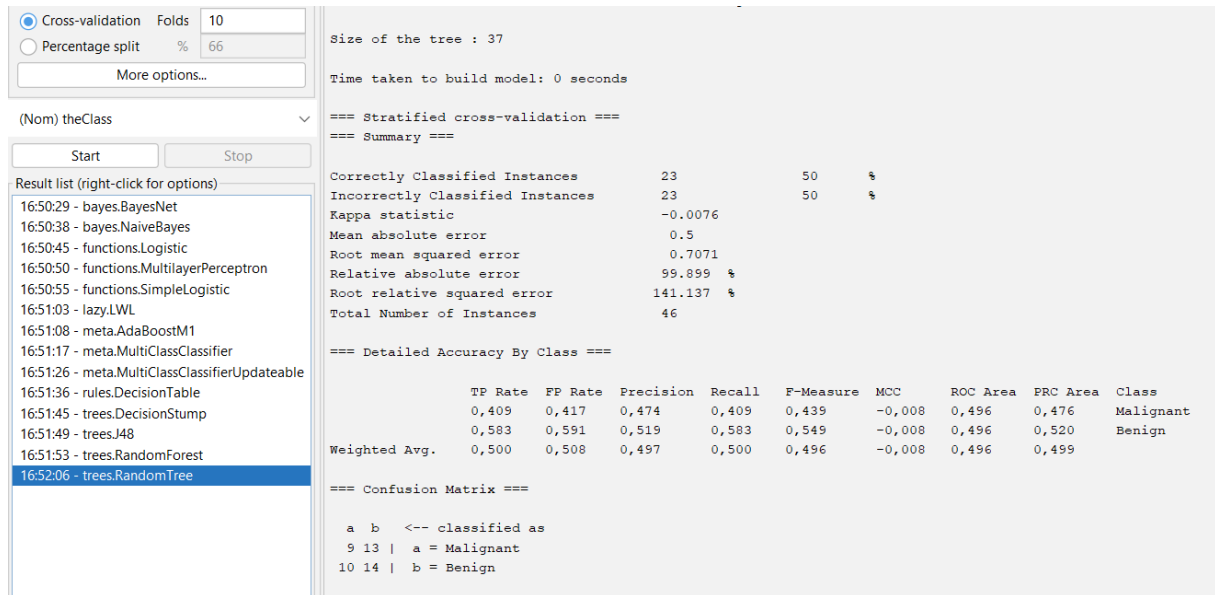 Cross-validation Folds 10
Percentage split % 66
More options...
(Nom) theClass
Start Stop
Result list (right-click for options)
16:50:29 - bayes.BayesNet
16:50:38 - bayes.NaiveBayes
16:50:45 - functions.Logistic
16:50:50 - functions.MultilayerPerceptron
16:50:55 - functions.SimpleLogistic
16:51:03 - lazy.LWL
16:51:08 - meta.AdaBoostM1
16:51:17 - meta.MultiClassClassifier
16:51:26 - meta.MultiClassClassifierUpdateable
16:51:36 - rules.DecisionTable
16:51:45 - trees.DecisionStump
16:51:49 - trees.J48
16:51:53 - trees.RandomForest
16:52:06 - trees.RandomTree
Size of the tree : 37
Time taken to build model: 0 seconds
=== Stratified cross-validation ===
=== Summary ===
Correctly Classified Instances 23 50 %
Incorrectly Classified Instances 23 50 %
Kappa statistic -0.0076
Mean absolute error 0.5
Root mean squared error 0.7071
Relative absolute error 99.899 %
Root relative squared error 141.137 %
Total Number of Instances 46
=== Detailed Accuracy By Class ===
TP Rate FP Rate Precision Recall F-Measure MCC ROC Area PRC Area Class
0,409 0,417 0,474 0,409 0,439 -0,008 0,496 0,476 Malignant
0,583 0,591 0,519 0,583 0,549 -0,008 0,496 0,520 Benign
Weighted Avg. 0,500 0,508 0,497 0,500 0,496 -0,008 0,496 0,499
=== Confusion Matrix ===
a b <-- classified as
9 13 | a = Malignant
10 14 | b = Benign